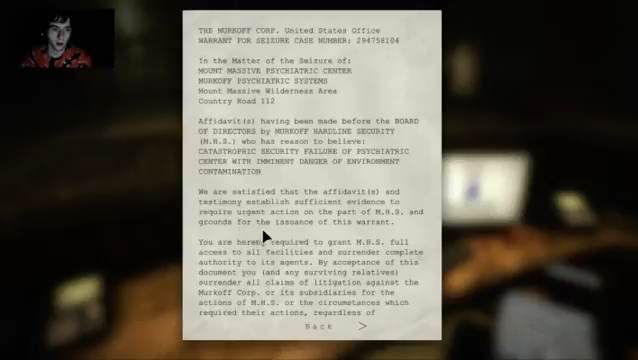 THE MURKOFF CORP. United States Office
WARRANT FOR SEIZURE CASE NUMBER: 294758104
In the Matter of the Seizure of:
MOUNT MASSIVE PSYCHIATRIC CENTER
MURKOFF PSYCHIATRIC SYSTEMS
Mount Massive Wilderness Area
Country Road 112
Affidavit(s) having been made before the BOARD
OF DIRECTORS by MURKOFF HARDLINE SECURITY
(M.H.S.) who has reason to believe:
CATASTROPHIC SECURITY FAILURE OF PSYCHIATRIC
CENTER WITH IMMINENT DANGER OF ENVIRONMENT
CONTAMINATION
We are satisfied that the affidavit(s) and
testimony establish sufficient evidence to
require urgent action on the part of M.H.S. and
grounds for the issuance of this warrant.
You are hereby required to grant M.H.S. full
access to all facilities and surrender complete
authority to its agents. By acceptance of this
document you (and any surviving relatives)
surrender all claims of litigation against the
Murkoff Corp. or its subsidiaries for the
actions of M.H.S. or the circumstances which
required their actions, regardless of
Back >